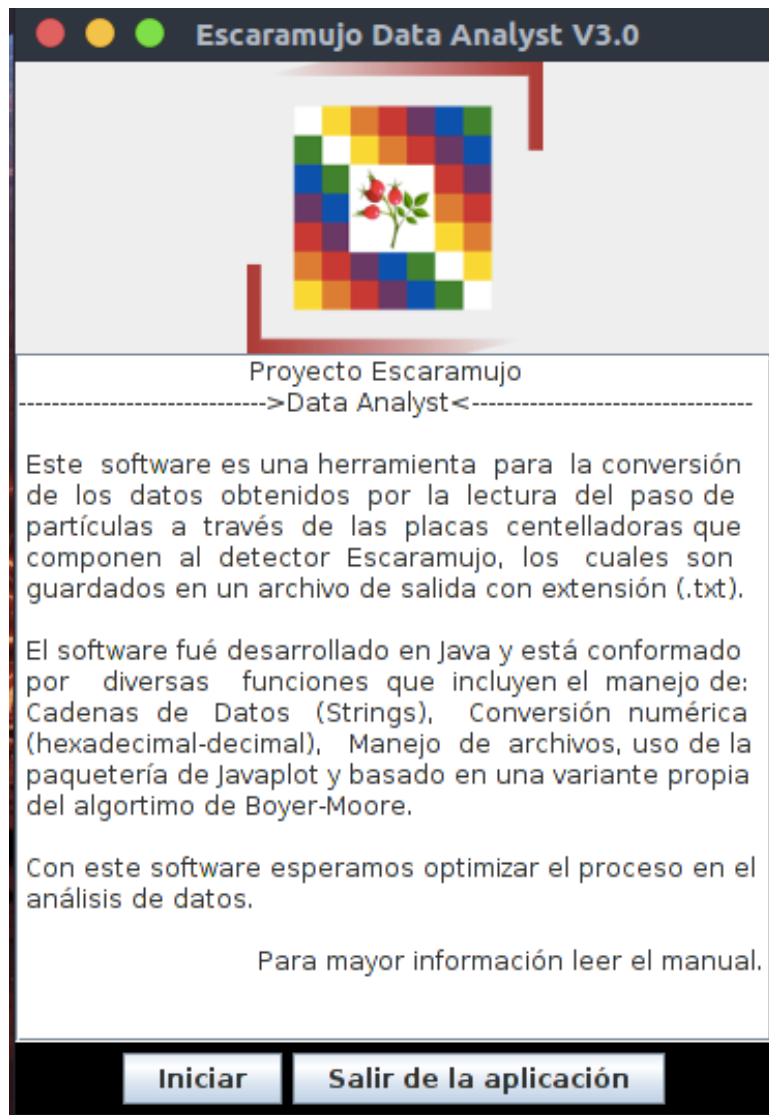 Escaramujo Data Analyst V3.0
Proyecto Escaramujo
------------------------------>Data Analyst<----------------------------------
Este software es una herramienta para la conversión
de los datos obtenidos por la lectura del paso de
partículas a través de las placas centelladoras que
componen al detector Escaramujo, los cuales son
guardados en un archivo de salida con extensión (.txt).
El software fué desarrollado en Java y está conformado
por diversas funciones que incluyen el manejo de:
Cadenas de Datos (Strings), Conversión numérica
(hexadecimal-decimal), Manejo de archivos, uso de la
paquetería de Javaplot y basado en una variante propia
del algortimo de Boyer-Moore.
Con este software esperamos optimizar el proceso en el
análisis de datos.
Para mayor información leer el manual.
Iniciar
Salir de la aplicación